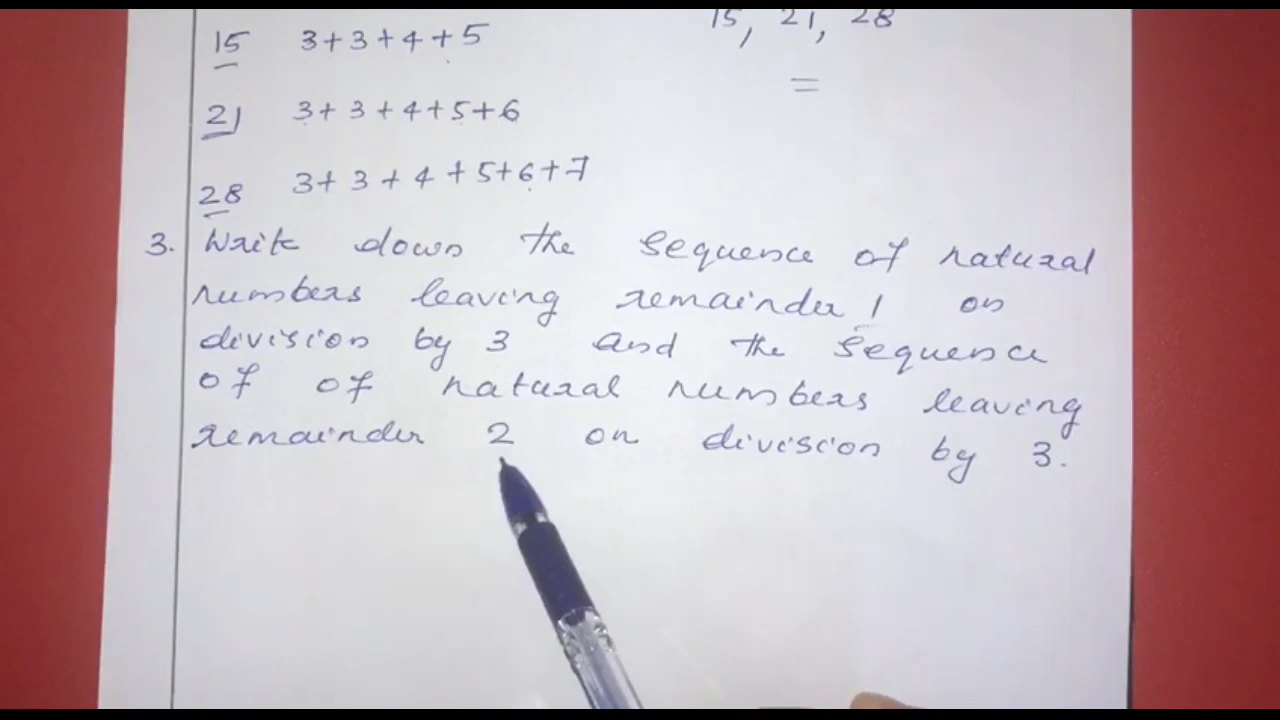 15, 21, 28
15 3+3+4+5
=
21 3+3+4+5+6
28 3+3+4+5+6+7
3. Write down the sequence of natural
numbers leaving remainder 1 on
division by 3 and the sequence
of of natural numbers leaving
remainder 2 on division by 3.